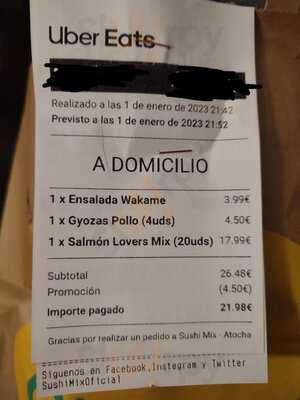 Uber Eats
Realizado a las 1 de enero de 2023 21:42
Previsto a las 1 de enero de 2023 21:52
A DOMICILIO
1 x Ensalada Wakame 3.99€
1 x Gyozas Pollo (4uds) 4.50€
1 x Salmón Lovers Mix (20uds) 17.99€
Subtotal 26.48€
Promoción (4.50€)
Importe pagado 21.98€
Gracias por realizar un pedido a Sushi Mix - Atocha
Siguenos en Facebook,Instagram y Twitter
SushiMixOficial